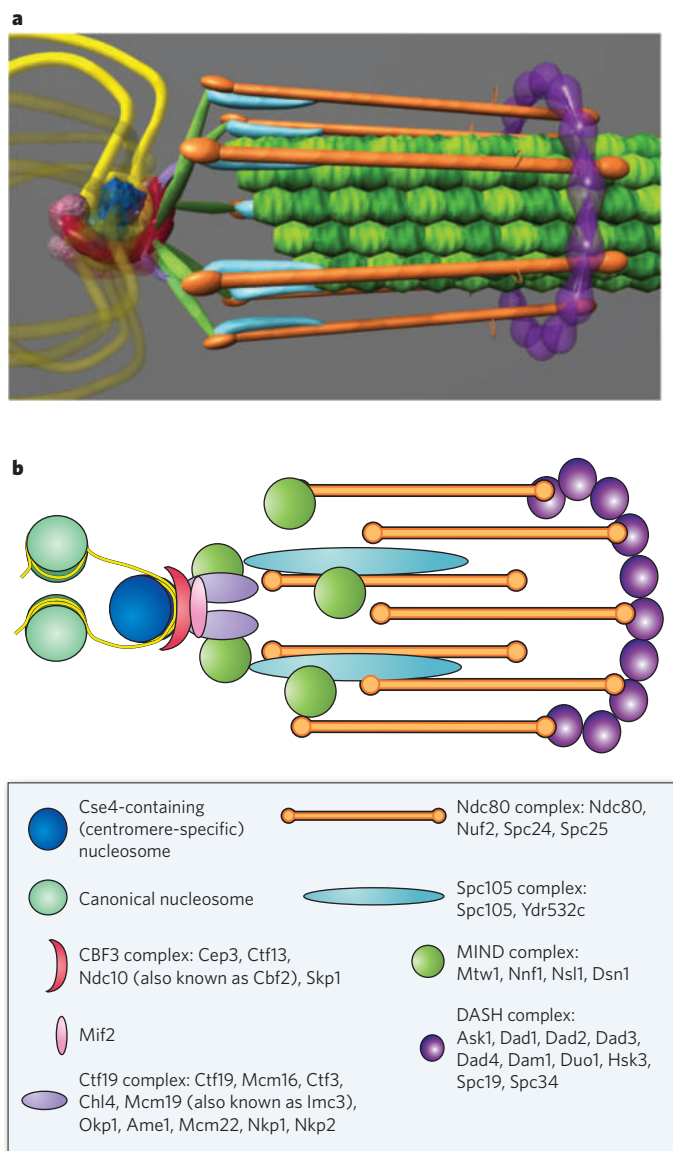 a
b
Cse4-containing
(centromere-specific)
nucleosome
Canonical nucleosome
CBF3 complex: Cep3, Ctf13,
Ndc10 (also known as Cbf2), Skp1
Mif2
Ctf19 complex: Ctf19, Mcm16, Ctf3,
Chl4, Mcm19 (also known as Imc3),
Okp1, Ame1, Mcm22, Nkp1, Nkp2
Ndc80 complex: Ndc80,
Nuf2, Spc24, Spc25
Spc105 complex:
Spc105, Ydr532c
MIND complex:
Mtw1, Nnf1, Nsl1, Dsn1
DASH complex:
Ask1, Dad1, Dad2, Dad3,
Dad4, Dam1, Duo1, Hsk3,
Spc19, Spc34